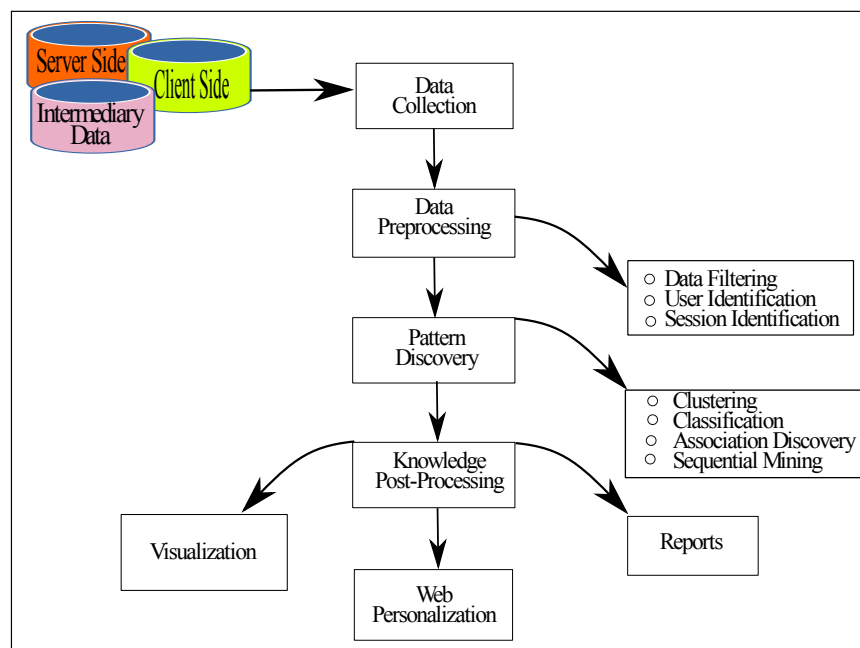 Server Side
Client Side
Intermediary
Data
Data
Collection
Data
Preprocessing
Data Filtering
User Identification
Session Identification
Pattern
Discovery
Clustering
Classification
Association Discovery
Sequential Mining
Knowledge
Post-Processing
Visualization
Reports
Web
Personalization